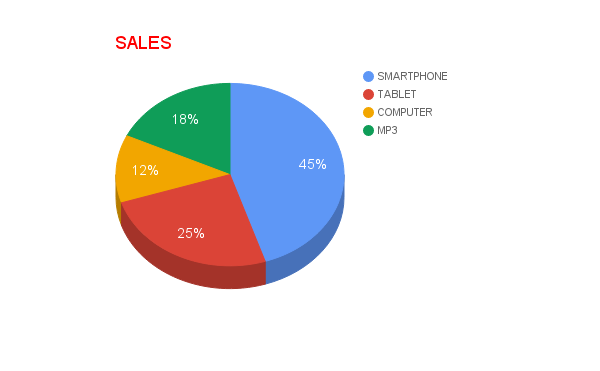 SALES
SMARTPHONE
TABLET
COMPUTER
MP3
18%
45%
12%
25%